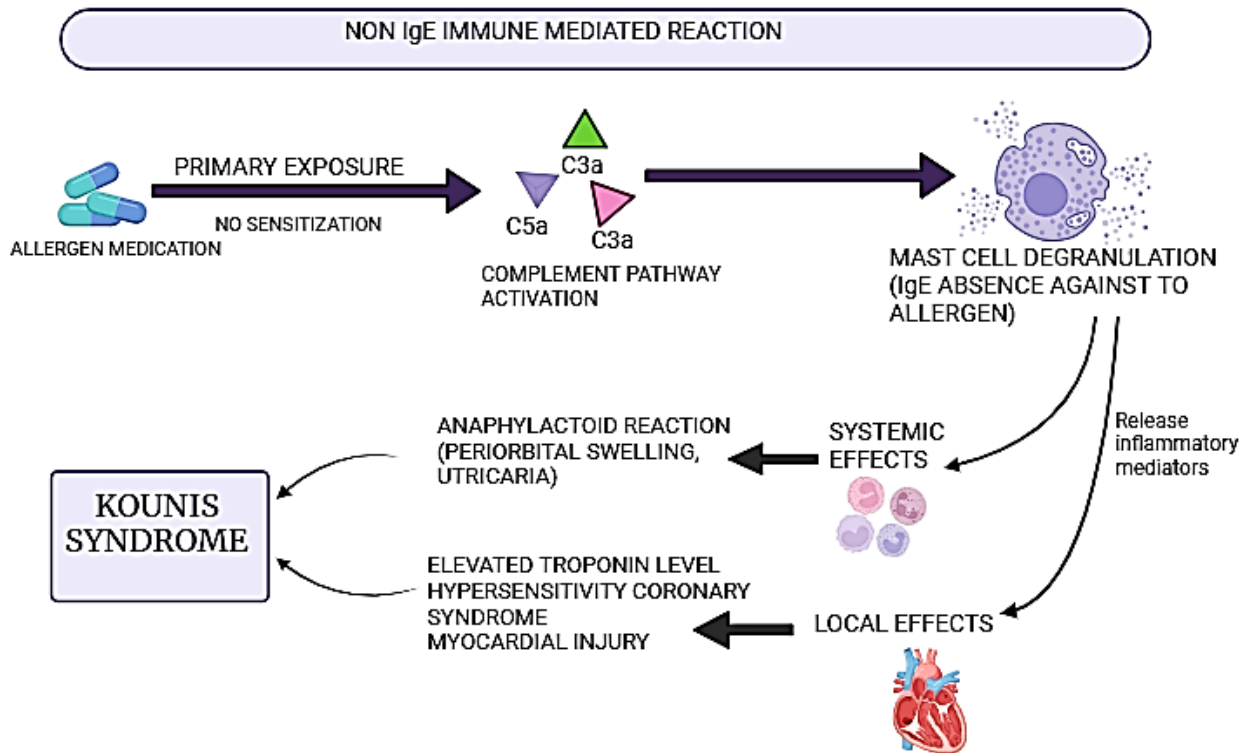 NON IgE IMMUNE MEDIATED REACTION
PRIMARY EXPOSURE
NO SENSITIZATION
ALLERGEN MEDICATION
C3a
C5a
C3a
COMPLEMENT PATHWAY
ACTIVATION
MAST CELL DEGRANULATION
(IgE ABSENCE AGAINST TO
ALLERGEN)
Release
inflammatory
mediators
SYSTEMIC
EFFECTS
ANAPHYLACTOID REACTION
(PERIORBITAL SWELLING,
UTRICARIA)
LOCAL EFFECTS
ELEVATED TROPONIN LEVEL
HYPERSENSITIVITY CORONARY
SYNDROME
MYOCARDIAL INJURY
KOUNIS
SYNDROME